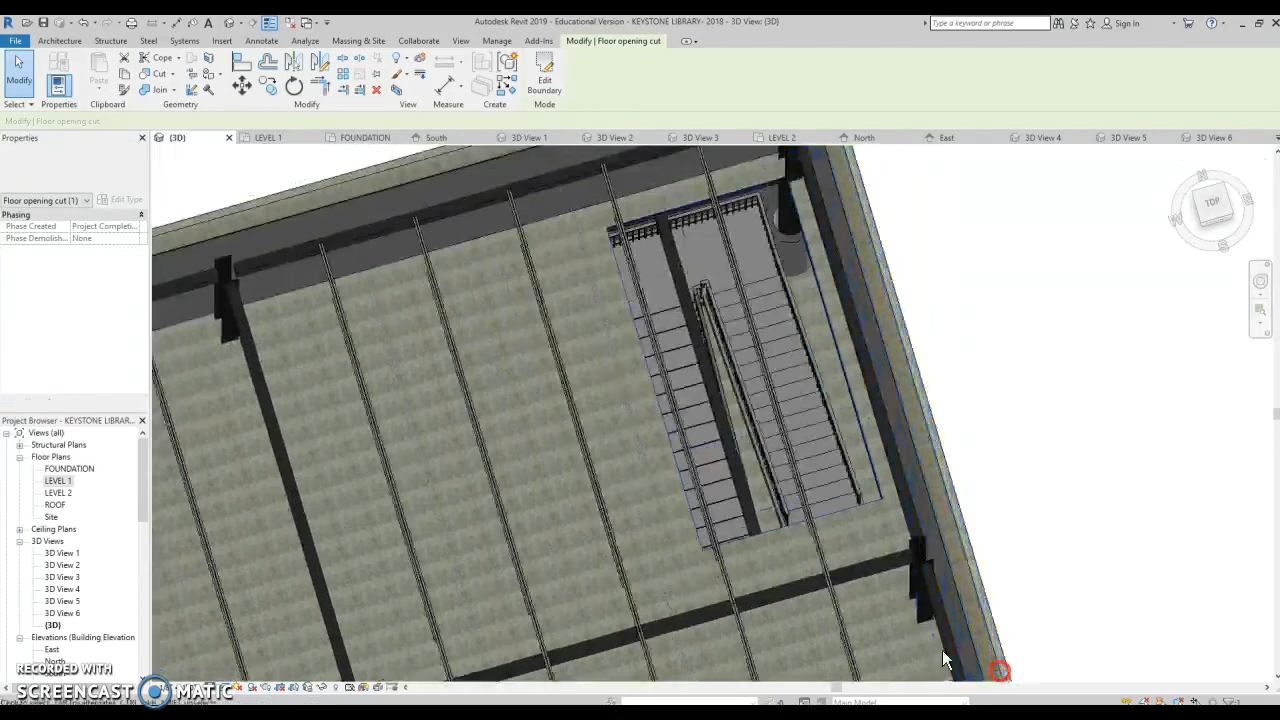 Autodesk Revit 2019 - Educational Version - KEYSTONE LIBRARY- 2018 - 3D View: {3D}
Type a keyword or phrase
Sign In
File Architecture Structure Steel Systems Insert Annotate Analyze Massing & Site Collaborate View Manage Add-Ins Modify | Floor opening cut
Modify Paste Cope Cut Join Edit Boundary
Select Properties Clipboard Geometry Modify View Measure Create Mode
Modify | Floor opening cut
Properties
{3D} LEVEL 1 FOUNDATION South 3D View 1 3D View 2 3D View 3 LEVEL 2 North East 3D View 4 3D View 5 3D View 6
Floor opening cut (1) Edit Type
Phasing
Phase Created Project Completi...
Phase Demolish... None
Project Browser - KEYSTONE LIBRAR...
Views (all)
Structural Plans
Floor Plans
FOUNDATION
LEVEL 1
LEVEL 2
ROOF
Site
Ceiling Plans
3D Views
3D View 1
3D View 2
3D View 3
3D View 4
3D View 5
3D View 6
{3D}
Elevations (Building Elevation
East
North
TOP
N
W
E
S
RECORDED WITH
SCREENCAST MATIC
Main Model